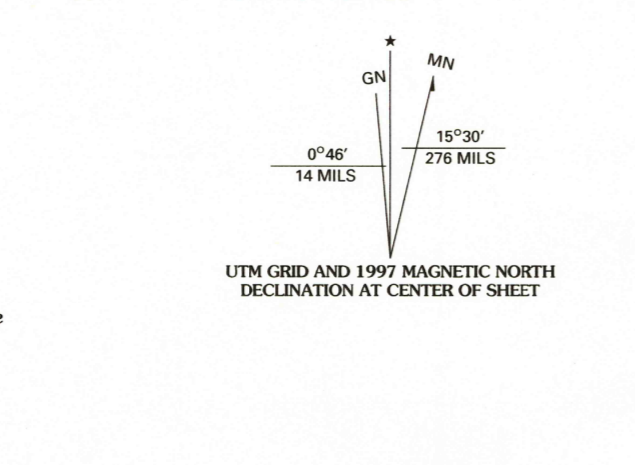 ★
GN
MN
0°46′
14 MILS
15°30′
276 MILS
UTM GRID AND 1997 MAGNETIC NORTH
DECLINATION AT CENTER OF SHEET
e